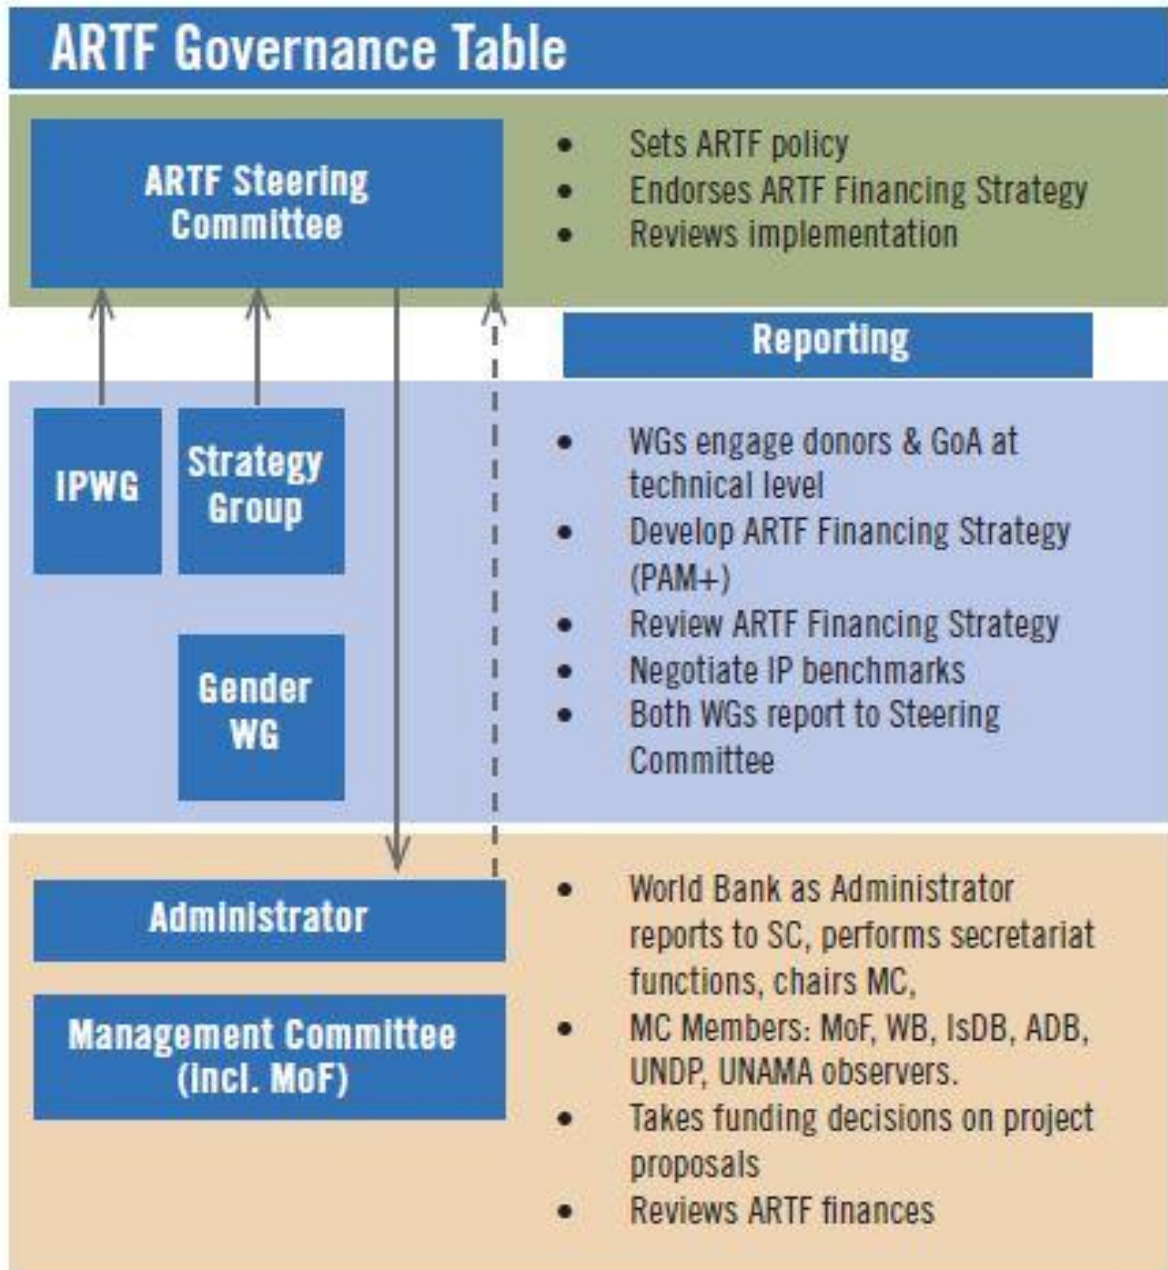 ARTF Governance Table
ARTF Steering
Committee
• Sets ARTF policy
• Endorses ARTF Financing Strategy
• Reviews implementation
Reporting
IPWG
Strategy
Group
Gender
WG
• WGs engage donors & GoA at
technical level
• Develop ARTF Financing Strategy
(PAM+)
• Review ARTF Financing Strategy
• Negotiate IP benchmarks
• Both WGs report to Steering
Committee
Administrator
Management Committee
(incl. MoF)
• World Bank as Administrator
reports to SC, performs secretariat
functions, chairs MC,
• MC Members: MoF, WB, IsDB, ADB,
UNDP, UNAMA observers.
• Takes funding decisions on project
proposals
• Reviews ARTF finances